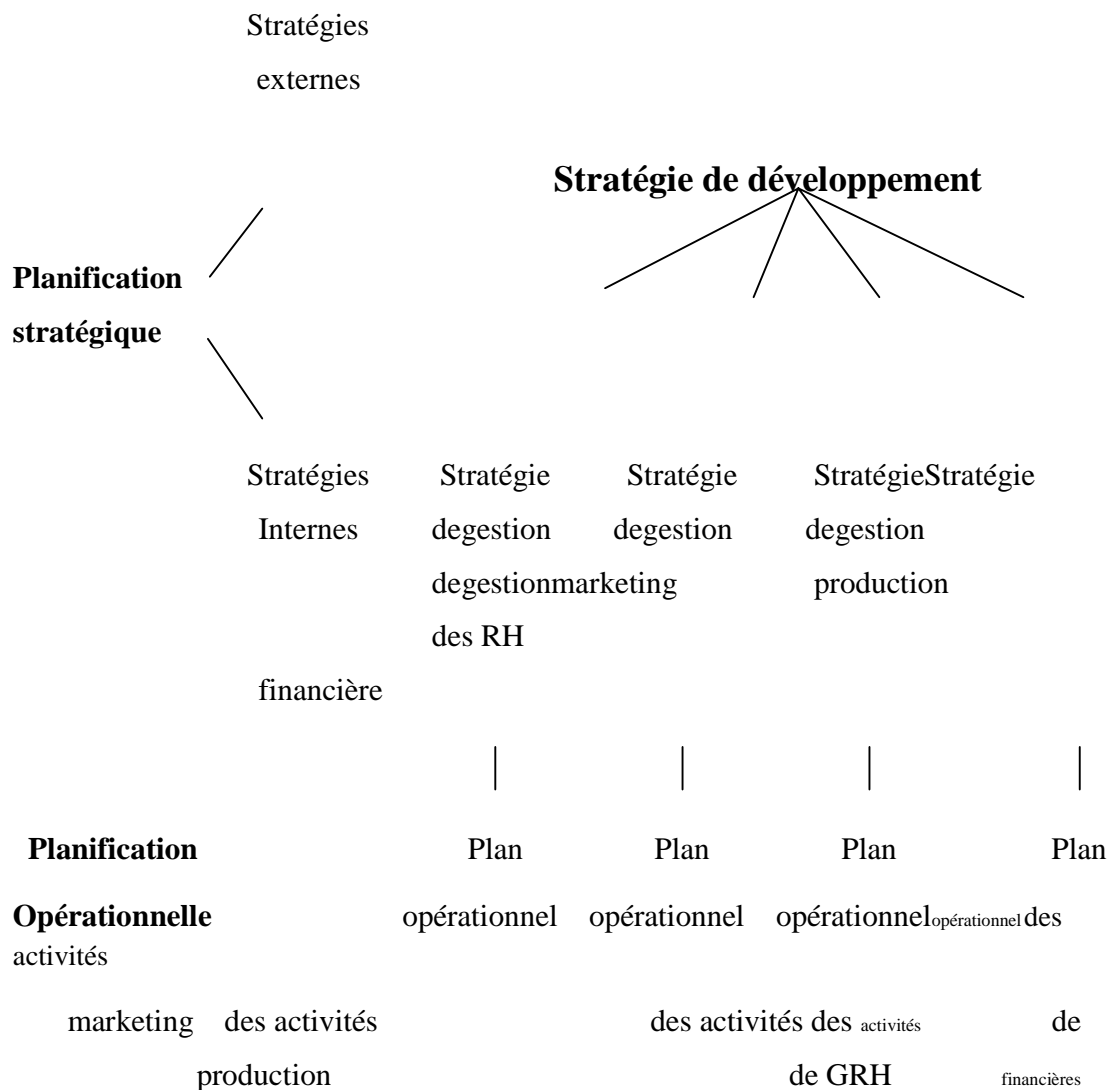 Stratégies
externes
Stratégie de développement
Planification
stratégique
Stratégies Stratégie Stratégie StratégieStratégie
Internes degestion degestion degestion
degestionmarketing production
des RH
financière
Planification Plan Plan Plan Plan
Opérationnelle opérationnel opérationnel opérationnelopérationnel des
activités
marketing des activités des activités des activités de
production de GRH financières